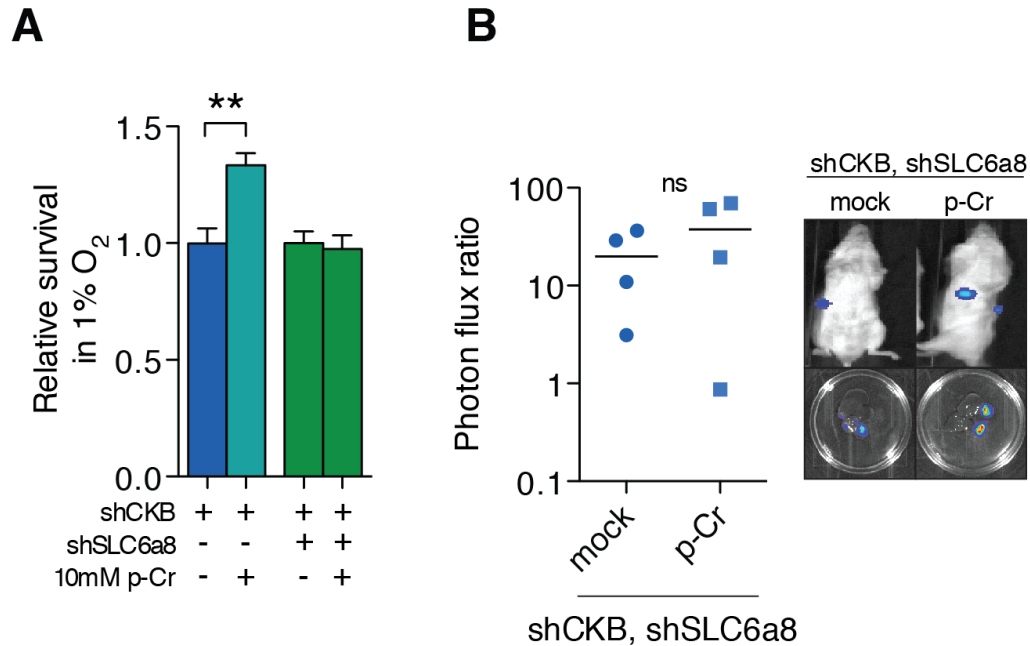 A
Relative survival
in 1% O2
**
1.5
1.0
0.5
0.0
shCKB + + + +
shSLC6a8 - - + +
10mM p-Cr - + - +
B
Photon flux ratio
ns
100
10
1
0.1
mock
p-Cr
shCKB, shSLC6a8
shCKB, shSLC6a8
mock p-Cr